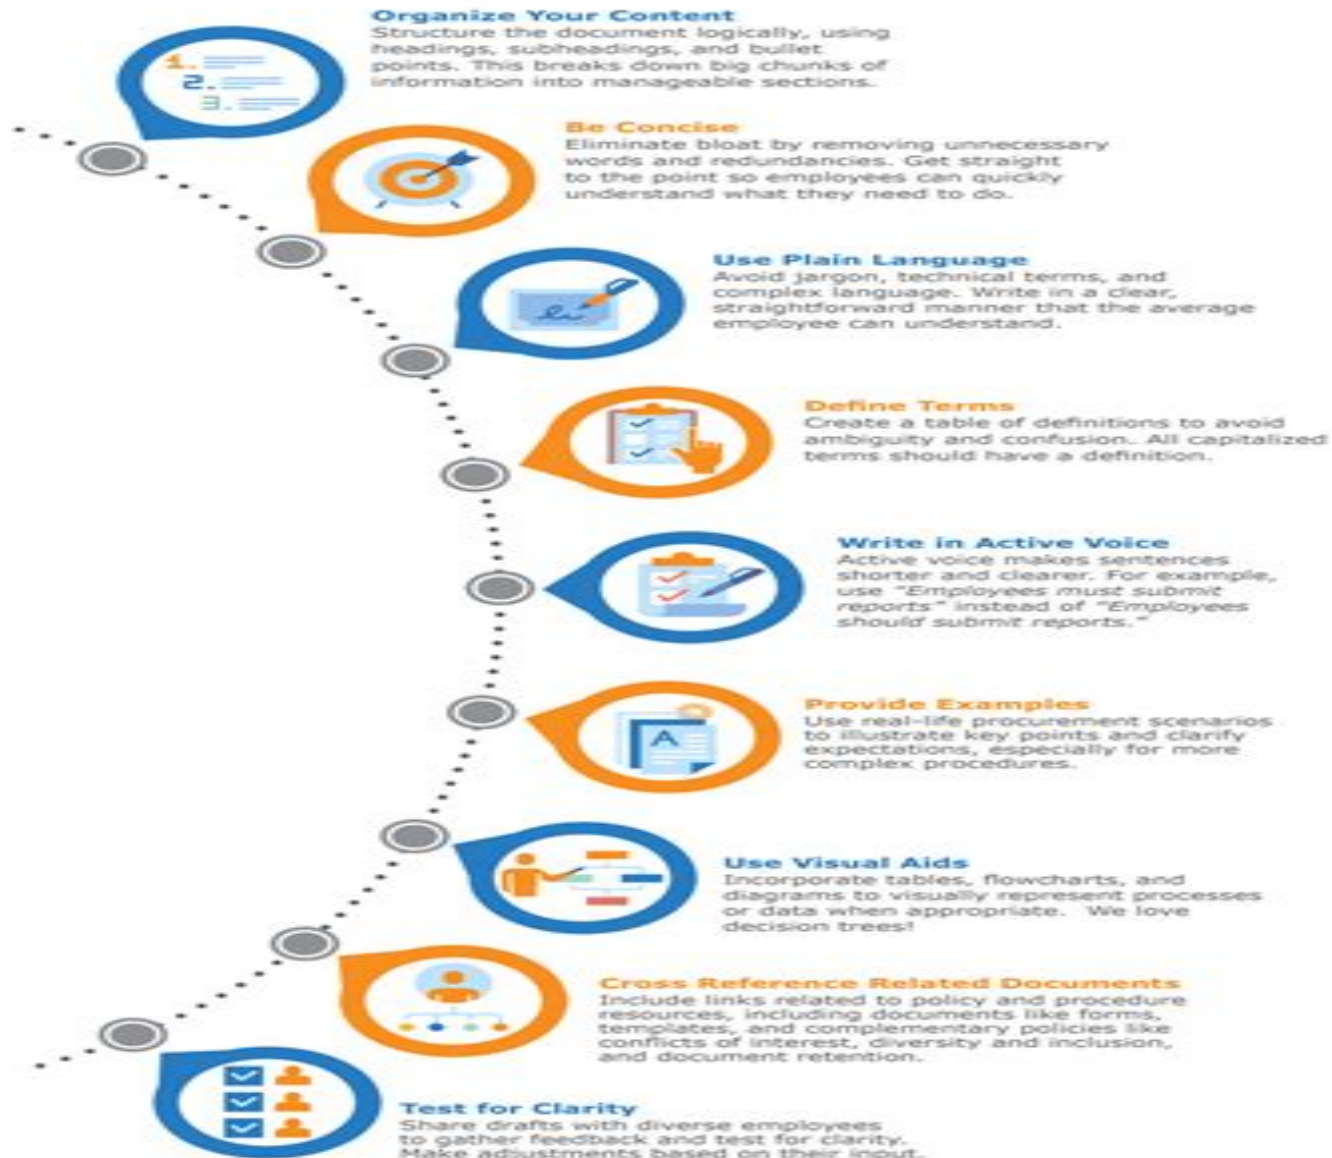 Organize Your Content
Structure the document logically, using
headings, subheadings, and bullet
points. This breaks down big chunks of
information into manageable sections.
1.
2.
3.
Be Concise
Eliminate bloat by removing unnecessary
words and redundancies. Get straight
to the point so employees can quickly
understand what they need to do.
Use Plain Language
Avoid jargon, technical terms, and
complex language. Write in a clear,
straightforward manner that the average
employee can understand.
Define Terms
Create a table of definitions to avoid
ambiguity and confusion. All capitalized
terms should have a definition.
Write in Active Voice
Active voice makes sentences
shorter and clearer. For example,
use "Employees must submit
reports" instead of "Employees
should submit reports."
Provide Examples
Use real-life procurement scenarios
to illustrate key points and clarify
expectations, especially for more
complex procedures.
A
Use Visual Aids
Incorporate tables, flowcharts, and
diagrams to visually represent processes
or data when appropriate. We love
decision trees!
Cross Reference Related Documents
Include links related to policy and procedure
resources, including documents like forms,
templates, and complementary policies like
conflicts of interest, diversity and inclusion,
and document retention.
Test for Clarity
Share drafts with diverse employees
to gather feedback and test for clarity.
Make adjustments based on their input.